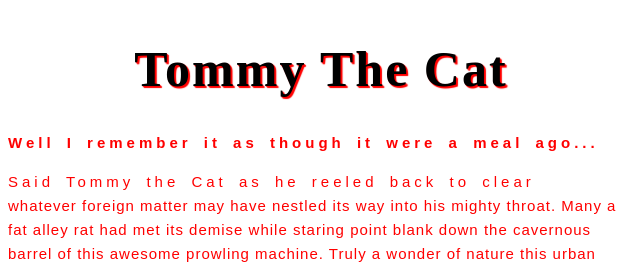 Tommy The Cat
Well I remember it as though it were a meal ago...
Said Tommy the Cat as he reeled back to clear
whatever foreign matter may have nestled its way into his mighty throat. Many a
fat alley rat had met its demise while staring point blank down the cavernous
barrel of this awesome prowling machine. Truly a wonder of nature this urban